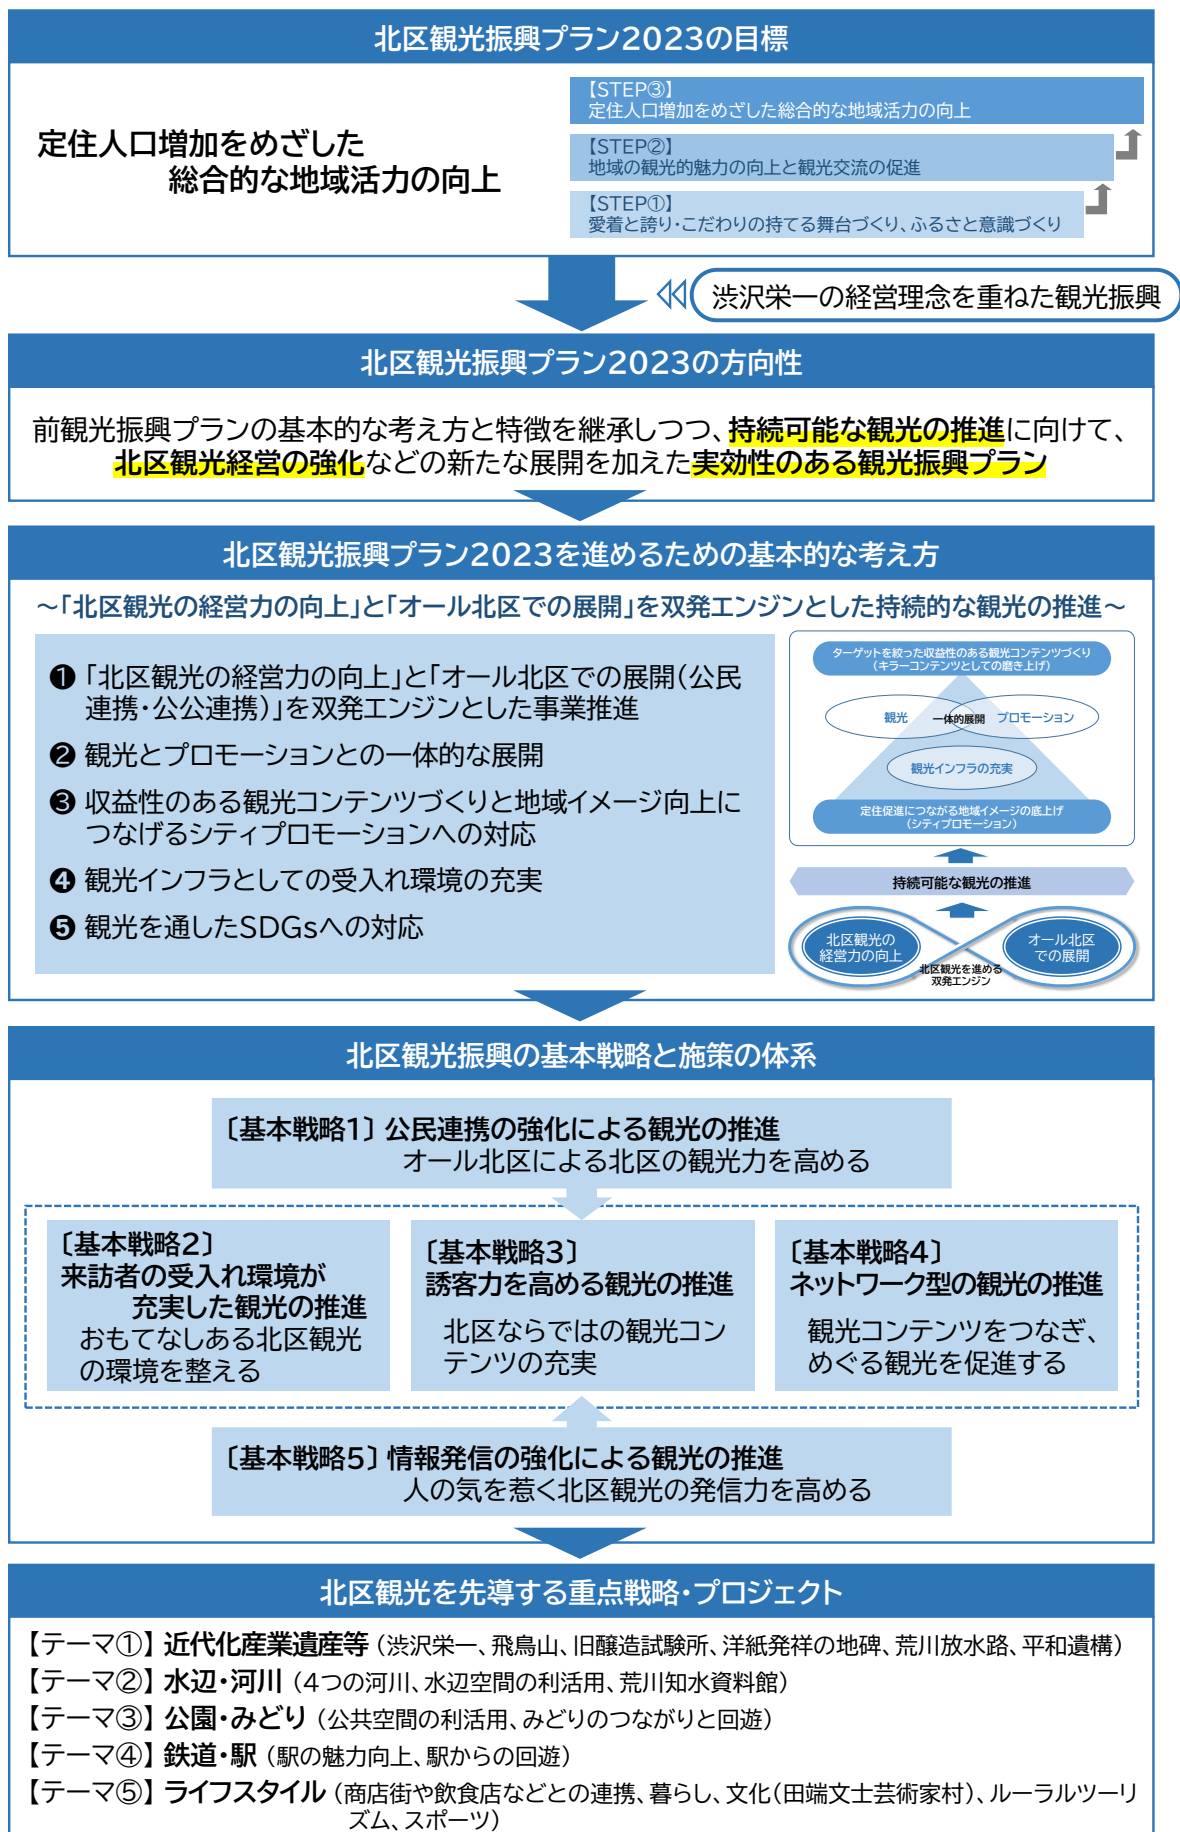 北区観光振興プラン2023の目標
定住人口増加をめざした
総合的な地域活力の向上
【STEP③】
定住人口増加をめざした総合的な地域活力の向上
【STEP②】
地域の観光的魅力の向上と観光交流の促進
【STEP①】
愛着と誇り・こだわりの持てる舞台づくり、ふるさと意識づくり
渋沢栄一の経営理念を重ねた観光振興
北区観光振興プラン2023の方向性
前観光振興プランの基本的な考え方と特徴を継承しつつ、持続可能な観光の推進に向けて、
北区観光経営の強化などの新たな展開を加えた実効性のある観光振興プラン
北区観光振興プラン2023を進めるための基本的な考え方
～「北区観光の経営力の向上」と「オール北区での展開」を双発エンジンとした持続的な観光の推進～
❶「北区観光の経営力の向上」と「オール北区での展開（公民
連携・公公連携）」を双発エンジンとした事業推進
❷ 観光とプロモーションとの一体的な展開
❸ 収益性のある観光コンテンツづくりと地域イメージ向上に
つなげるシティプロモーションへの対応
❹ 観光インフラとしての受入れ環境の充実
❺ 観光を通したSDGsへの対応
ターゲットを絞った収益性のある観光コンテンツづくり
（キラーコンテンツとしての磨き上げ）
観光 一体的展開 プロモーション
観光インフラの充実
定住促進につながる地域イメージの底上げ
（シティプロモーション）
持続可能な観光の推進
北区観光の
経営力の向上
オール北区
での展開
北区観光を進める
双発エンジン
北区観光振興の基本戦略と施策の体系
〔基本戦略1〕 公民連携の強化による観光の推進
オール北区による北区の観光力を高める
〔基本戦略2〕
来訪者の受入れ環境が
充実した観光の推進
おもてなしある北区観光
の環境を整える
〔基本戦略3〕
誘客力を高める観光の推進
北区ならではの観光コン
テンツの充実
〔基本戦略4〕
ネットワーク型の観光の推進
観光コンテンツをつなぎ、
めぐる観光を促進する
〔基本戦略5〕 情報発信の強化による観光の推進
人の気を惹く北区観光の発信力を高める
北区観光を先導する重点戦略・プロジェクト
【テーマ①】 近代化産業遺産等 （渋沢栄一、飛鳥山、旧醸造試験所、洋紙発祥の地碑、荒川放水路、平和遺構）
【テーマ②】 水辺・河川 （4つの河川、水辺空間の利活用、荒川知水資料館）
【テーマ③】 公園・みどり （公共空間の利活用、みどりのつながりと回遊）
【テーマ④】 鉄道・駅 （駅の魅力向上、駅からの回遊）
【テーマ⑤】 ライフスタイル （商店街や飲食店などとの連携、暮らし、文化（田端文士芸術家村）、ルーラルツーリ
ズム、スポーツ）